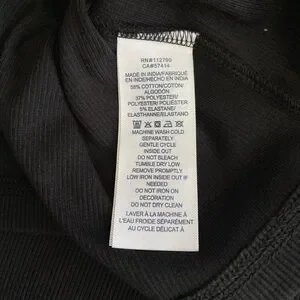 RN#112790
CA#57414
MADE IN INDIA/FABRIQUÉ
EN INDE/HECHO EN INDIA
58% COTTON/COTON/
ALGODÓN
37% POLYESTER/
POLYESTER/POLIÉSTER
5% ELASTANE/
ELASTHANNE/ELASTANO
MACHINE WASH COLD
SEPARATELY
GENTLE CYCLE
INSIDE OUT
DO NOT BLEACH
TUMBLE DRY LOW
REMOVE PROMPTLY
LOW IRON INSIDE OUT IF
NEEDED
DO NOT IRON ON
DECORATION
DO NOT DRY CLEAN
LAVER À LA MACHINE À
L'EAU FROIDE SÉPARÉMENT
AU CYCLE DÉLICAT À